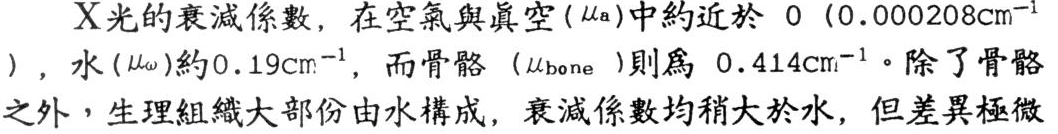 X光的衰減係數，在空氣與眞空(μa)中約近於 0 (0.000208cm⁻¹
)，水(μω)約0.19cm⁻¹，而骨骼 (μbone )則爲 0.414cm⁻¹。除了骨骼
之外，生理組織大部份由水構成，衰減係數均稍大於水，但差異極微